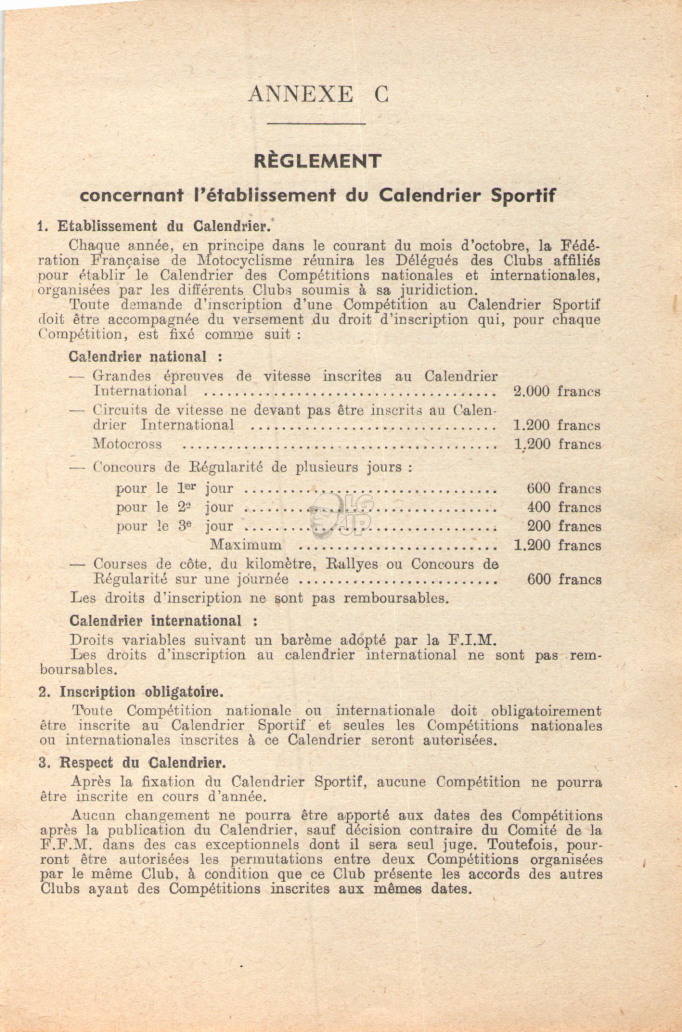 ANNEXE C
RÈGLEMENT
concernant l'établissement du Calendrier Sportif
1. Etablissement du Calendrier.
Chaque année, en principe dans le courant du mois d'octobre, la Fédé-
ration Française de Motocyclisme réunira les Délégués des Clubs affiliés
pour établir le Calendrier des Compétitions nationales et internationales,
organisées par les différents Clubs soumis à sa juridiction.
Toute demande d'inscription d'une Compétition au Calendrier Sportif
doit être accompagnée du versement du droit d'inscription qui, pour chaque
Compétition, est fixé comme suit :
Calendrier national :
— Grandes épreuves de vitesse inscrites au Calendrier
International ........................................ 2.000 francs
— Circuits de vitesse ne devant pas être inscrits au Calen-
drier International .................................. 1.200 francs
Motocross ........................................... 1.200 francs
— Concours de Régularité de plusieurs jours :
pour le 1er jour .................................. 600 francs
pour le 2e jour .................................. 400 francs
pour le 3e jour .................................. 200 francs
Maximum ........................... 1.200 francs
— Courses de côte, du kilomètre, Rallyes ou Concours de
Régularité sur une journée ........................... 600 francs
Les droits d'inscription ne sont pas remboursables.
Calendrier international :
Droits variables suivant un barème adopté par la F.I.M.
Les droits d'inscription au calendrier international ne sont pas rem-
boursables.
2. Inscription obligatoire.
Toute Compétition nationale ou internationale doit obligatoirement
être inscrite au Calendrier Sportif et seules les Compétitions nationales
ou internationales inscrites à ce Calendrier seront autorisées.
3. Respect du Calendrier.
Après la fixation du Calendrier Sportif, aucune Compétition ne pourra
être inscrite en cours d'année.
Aucun changement ne pourra être apporté aux dates des Compétitions
après la publication du Calendrier, sauf décision contraire du Comité de la
F.F.M. dans des cas exceptionnels dont il sera seul juge. Toutefois, pour-
ront être autorisées les permutations entre deux Compétitions organisées
par le même Club, à condition que ce Club présente les accords des autres
Clubs ayant des Compétitions inscrites aux mêmes dates.